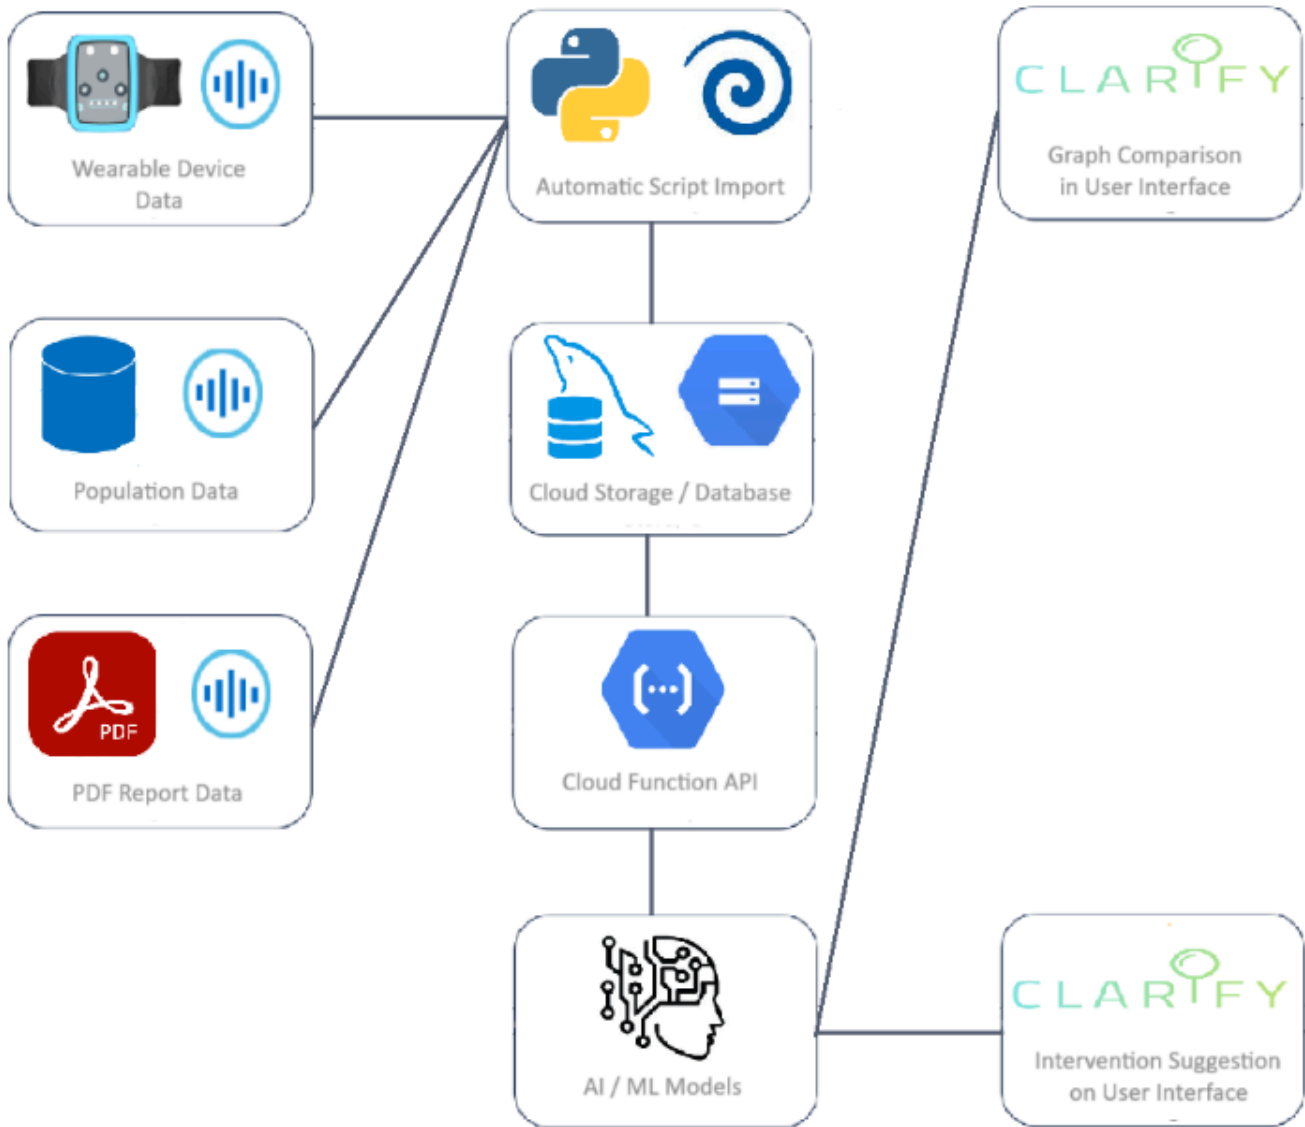 Wearable Device
Data
Population Data
PDF
PDF Report Data
Automatic Script Import
Cloud Storage / Database
Cloud Function API
AI / ML Models
CLARIFY
Graph Comparison
in User Interface
CLARIFY
Intervention Suggestion
on User Interface